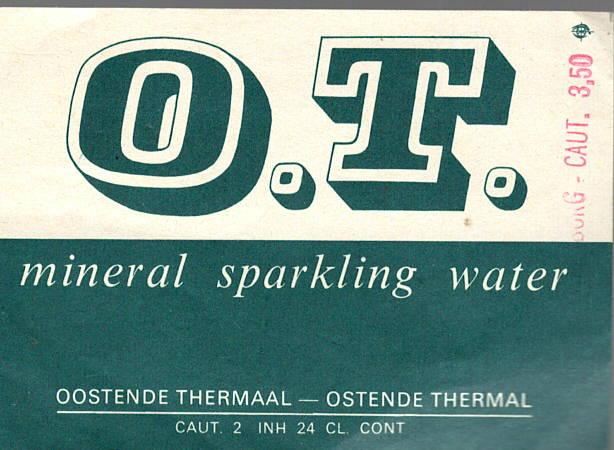 O.T.
mineral sparkling water
OOSTENDE THERMAAL — OSTENDE THERMAL
CAUT. 2 INH 24 CL. CONT
CAUT. 3,50